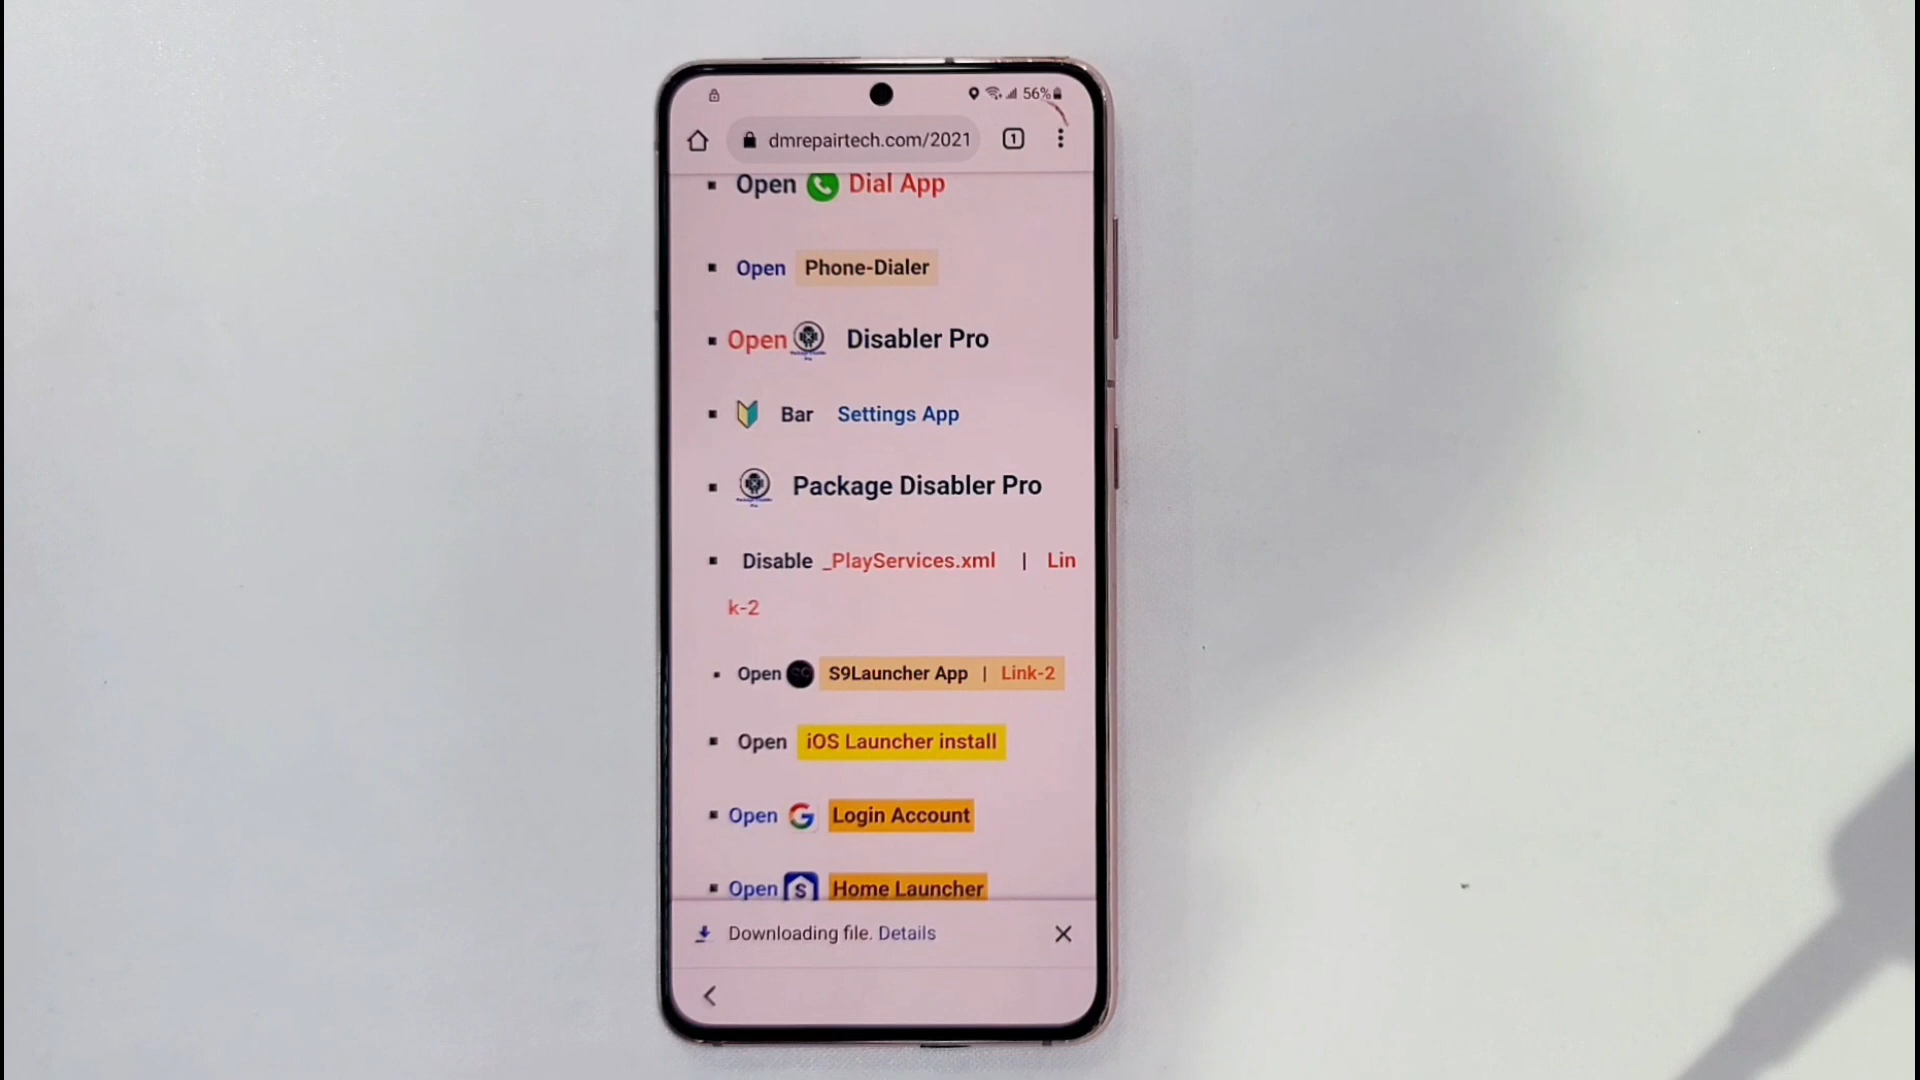 56%
dmrepairtech.com/2021
1
Open Dial App
Open Phone-Dialer
Open Disabler Pro
Bar Settings App
Package Disabler Pro
Disable _PlayServices.xml | Lin
k-2
Open S9Launcher App | Link-2
Open iOS Launcher install
Open G Login Account
Open S Home Launcher
Downloading file. Details